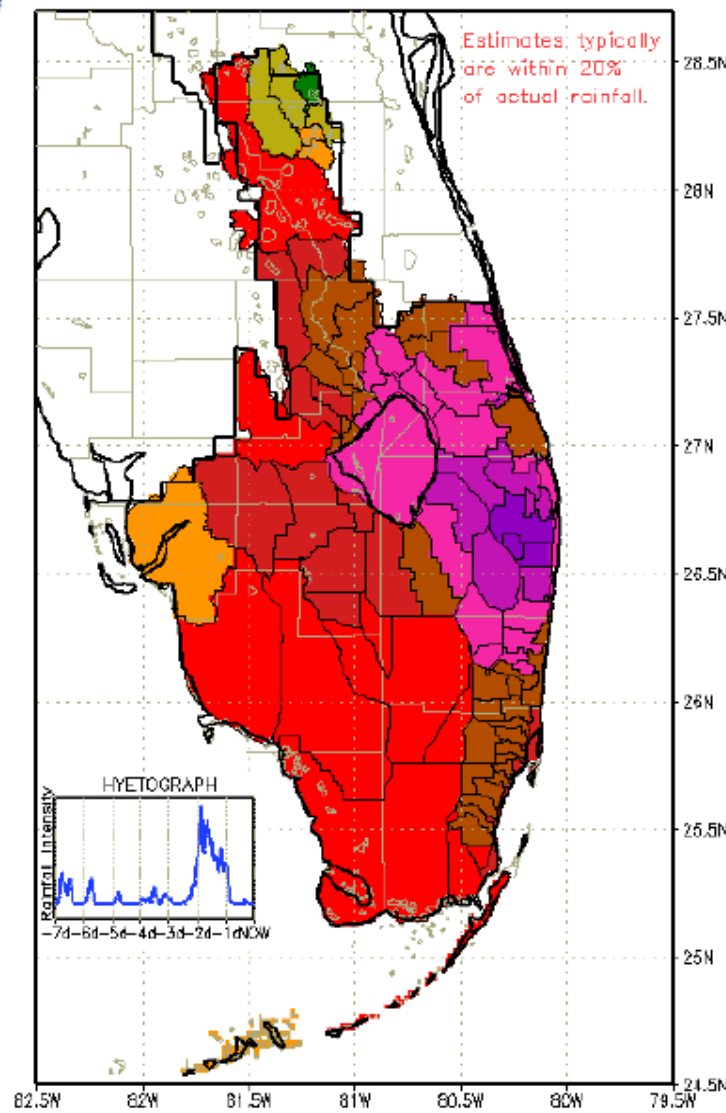 Estimates typically
are within 20%
of actual rainfall.
28.5N
28N
27.5N
27N
26.5N
26N
25.5N
25N
24.5N
HYETOGRAPH
Rainfall Intensity
-7d-6d-5d-4d-3d-2d-1dNOW
82.5W 82W 81.5W 81W 80.5W 80W 79.5W